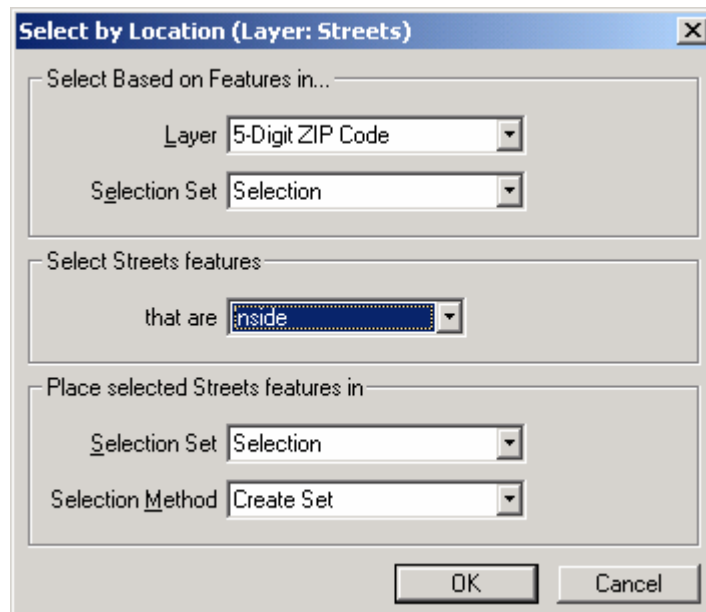 Select by Location (Layer: Streets)
Select Based on Features in...
Layer 5-Digit ZIP Code
Selection Set Selection
Select Streets features
that are inside
Place selected Streets features in
Selection Set Selection
Selection Method Create Set
OK Cancel